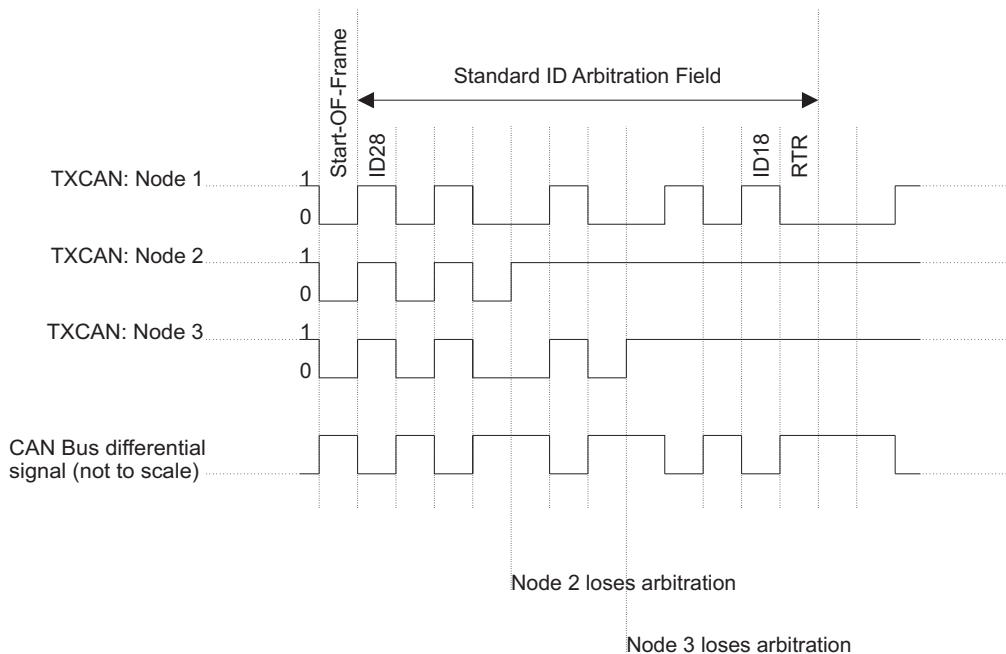 Start-OF-Frame
Standard ID Arbitration Field
ID28
ID18
RTR
TXCAN: Node 1
1
0
TXCAN: Node 2
1
0
TXCAN: Node 3
1
0
CAN Bus differential
signal (not to scale)
Node 2 loses arbitration
Node 3 loses arbitration